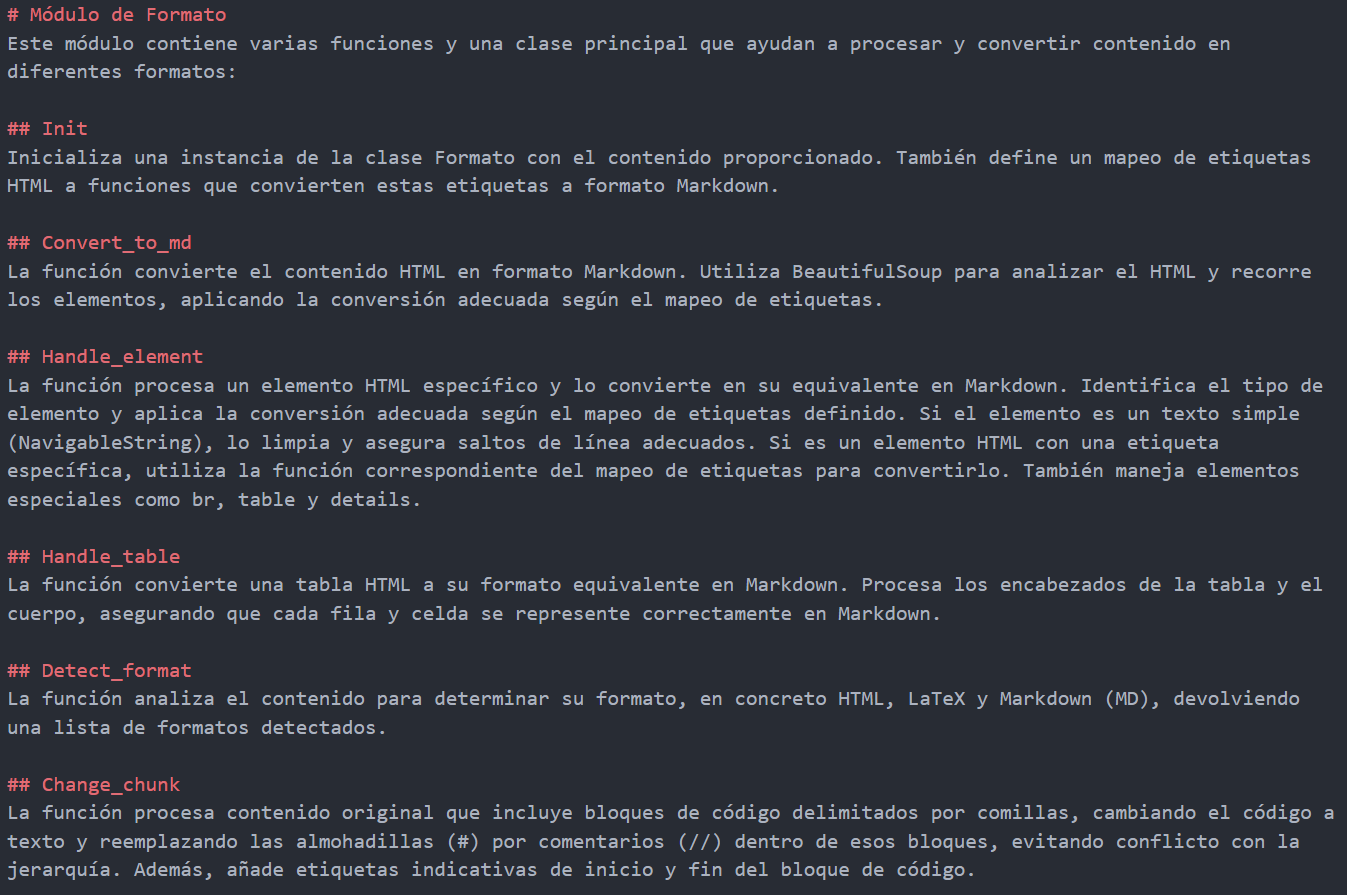 # Módulo de Formato
Este módulo contiene varias funciones y una clase principal que ayudan a procesar y convertir contenido en
diferentes formatos:
## Init
Inicializa una instancia de la clase Formato con el contenido proporcionado. También define un mapeo de etiquetas
HTML a funciones que convierten estas etiquetas a formato Markdown.
## Convert_to_md
La función convierte el contenido HTML en formato Markdown. Utiliza BeautifulSoup para analizar el HTML y recorre
los elementos, aplicando la conversión adecuada según el mapeo de etiquetas.
## Handle_element
La función procesa un elemento HTML específico y lo convierte en su equivalente en Markdown. Identifica el tipo de
elemento y aplica la conversión adecuada según el mapeo de etiquetas definido. Si el elemento es un texto simple
(NavigableString), lo limpia y asegura saltos de línea adecuados. Si es un elemento HTML con una etiqueta
específica, utiliza la función correspondiente del mapeo de etiquetas para convertirlo. También maneja elementos
especiales como br, table y details.
## Handle_table
La función convierte una tabla HTML a su formato equivalente en Markdown. Procesa los encabezados de la tabla y el
cuerpo, asegurando que cada fila y celda se represente correctamente en Markdown.
## Detect_format
La función analiza el contenido para determinar su formato, en concreto HTML, LaTeX y Markdown (MD), devolviendo
una lista de formatos detectados.
## Change_chunk
La función procesa contenido original que incluye bloques de código delimitados por comillas, cambiando el código a
texto y reemplazando las almohadillas (#) por comentarios (//) dentro de esos bloques, evitando conflicto con la
jerarquía. Además, añade etiquetas indicativas de inicio y fin del bloque de código.